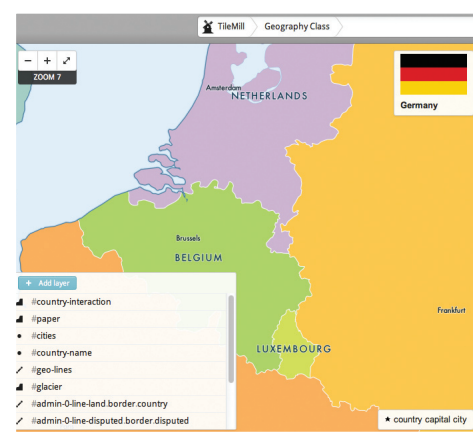 TileMill Geography Class
- + 
ZOOM 7
Germany
Amsterdam
NETHERLANDS
Brussels
BELGIUM
Frankfurt
LUXEMBOURG
+ Add layer
#country-interaction
#paper
#cities
#country-name
#geo-lines
#glacier
#admin-0-line-land.border.country
#admin-0-line-disputed.border.disputed
★ country capital city